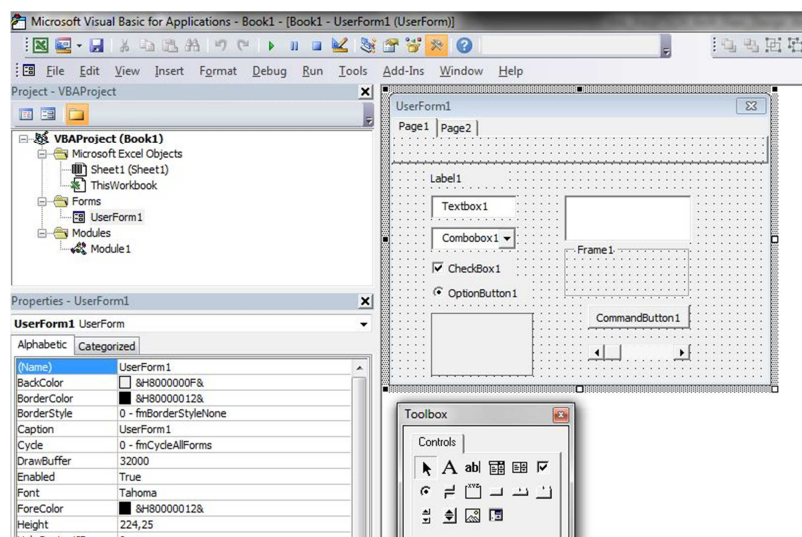 Microsoft Visual Basic for Applications - Book1 - [Book1 - UserForm1 (UserForm)]
File Edit View Insert Format Debug Run Tools Add-Ins Window Help
Project - VBAProject
VBAProject (Book1)
Microsoft Excel Objects
Sheet1 (Sheet1)
ThisWorkbook
Forms
UserForm1
Modules
Module1
Properties - UserForm1
UserForm1 UserForm
Alphabetic Categorized
(Name) UserForm1
BackColor &H8000000F&
BorderColor &H80000012&
BorderStyle 0 - fmBorderStyleNone
Caption UserForm1
Cycle 0 - fmCycleAllForms
DrawBuffer 32000
Enabled True
Font Tahoma
ForeColor &H80000012&
Height 224,25
UserForm1
Page1 Page2
Label1
Textbox1
Combobox1
Frame1
CheckBox1
OptionButton1
CommandButton1
Toolbox
Controls
A ab|
XYZ